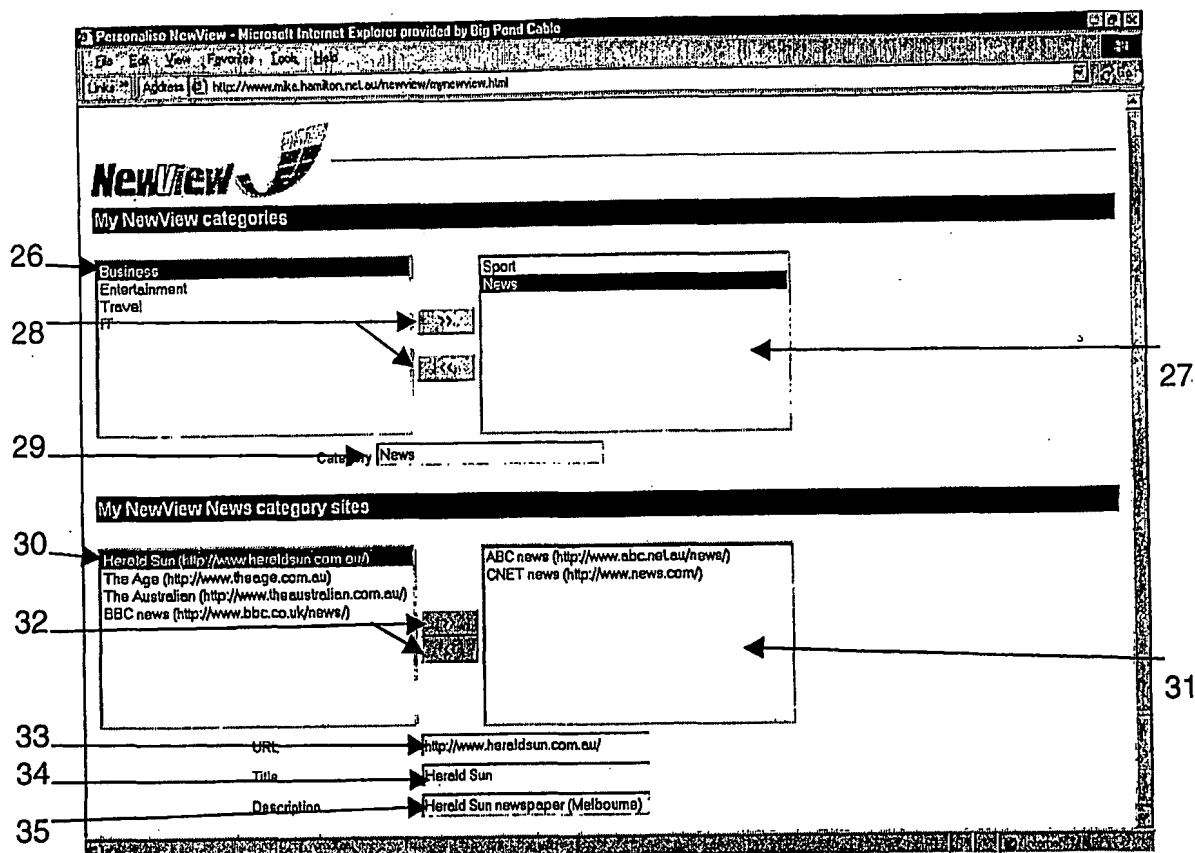 Personalise NewView - Microsoft Internet Explorer provided by Big Pond Cable
File Edit View Favorites Tools Help
Links Address http://www.mike.hamilton.net.au/newview/mynewview.html
NewView
My NewView categories
26
Business
Sport
Entertainment
News
Travel
28
IT
>>
<<
27
29
Category News
My NewView News category sites
30
Herald Sun (http://www.heraldsun.com.au/)
ABC news (http://www.abc.net.au/news/)
The Age (http://www.theage.com.au)
CNET news (http://www.news.com/)
The Australian (http://www.theaustralian.com.au/)
BBC news (http://www.bbc.co.uk/news/)
32
31
33
URL http://www.heraldsun.com.au/
34
Title Herald Sun
35
Description Herald Sun newspaper (Melbourne)